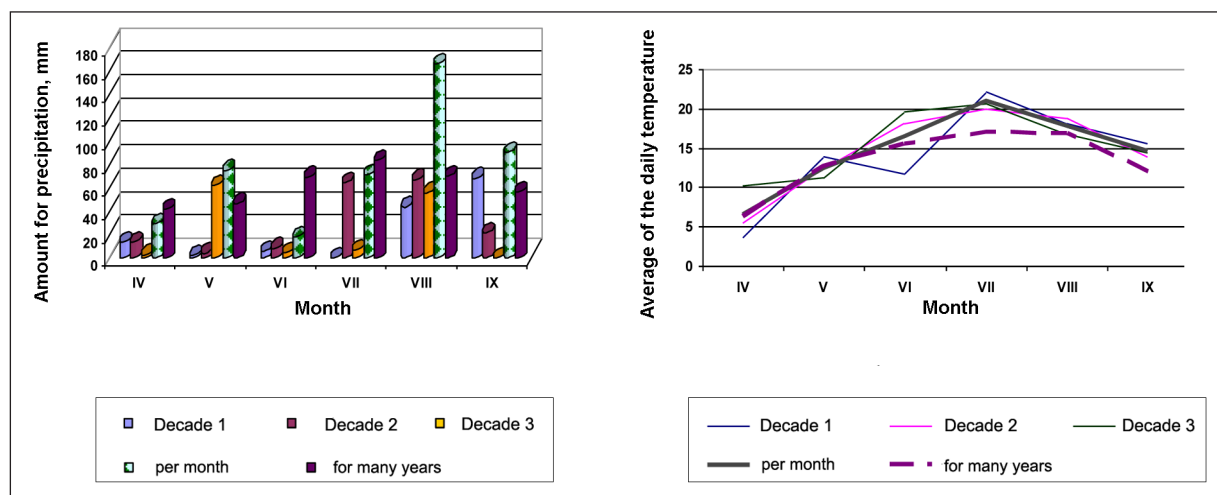 Amount for precipitation, mm
180
160
140
120
100
80
60
40
20
0
IV V VI VII VIII IX
Month
Decade 1 Decade 2 Decade 3
per month for many years
Average of the daily temperature
25
20
15
10
5
0
IV V VI VII VIII IX
Month
Decade 1 Decade 2 Decade 3
per month for many years